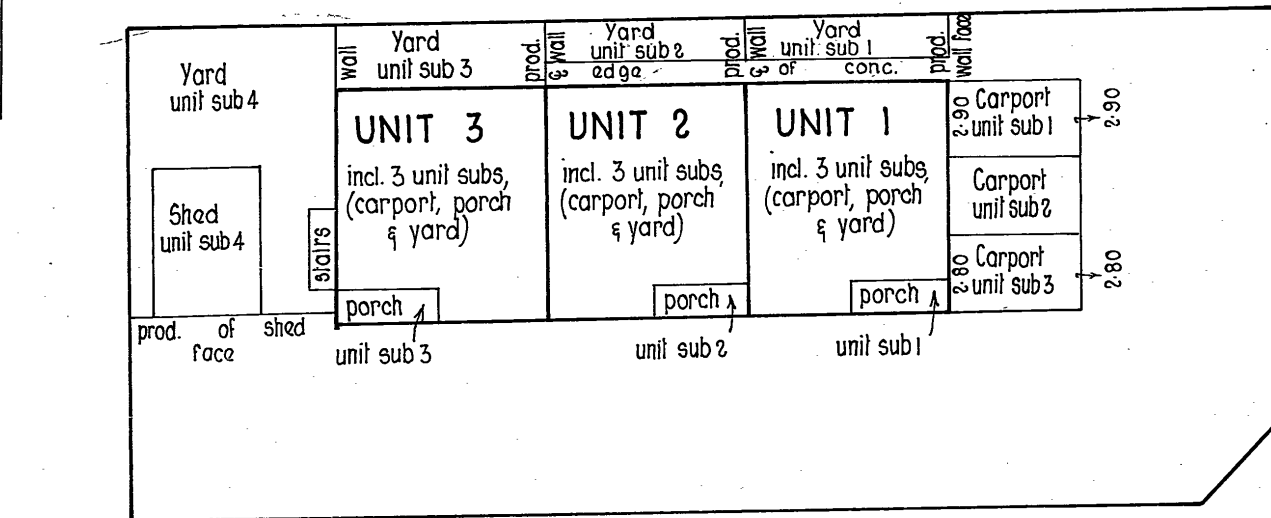 Yard
unit sub 4
wall
Yard
unit sub 3
prod.
℄ wall
Yard
unit sub 2
edge
prod.
℄ wall
Yard
unit sub 1
of conc.
prod.
wall face
UNIT 3
incl. 3 unit subs,
(carport, porch
& yard)
UNIT 2
incl. 3 unit subs,
(carport, porch
& yard)
UNIT 1
incl. 3 unit subs,
(carport, porch
& yard)
2.90
Carport
unit sub 1
2.90
Carport
unit sub 2
2.80
Carport
unit sub 3
2.80
Shed
unit sub 4
stairs
porch
porch
porch
prod. of shed
face
unit sub 3
unit sub 2
unit sub 1